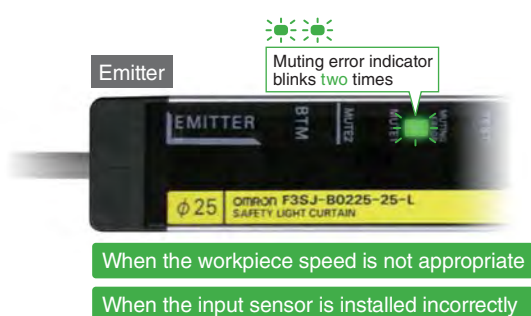 Muting error indicator
blinks two times
Emitter
EMITTER
BTM
MUTE2
MUTE1
MUTING
φ25
OMRON F3SJ-B0225-25-L
SAFETY LIGHT CURTAIN
When the workpiece speed is not appropriate
When the input sensor is installed incorrectly